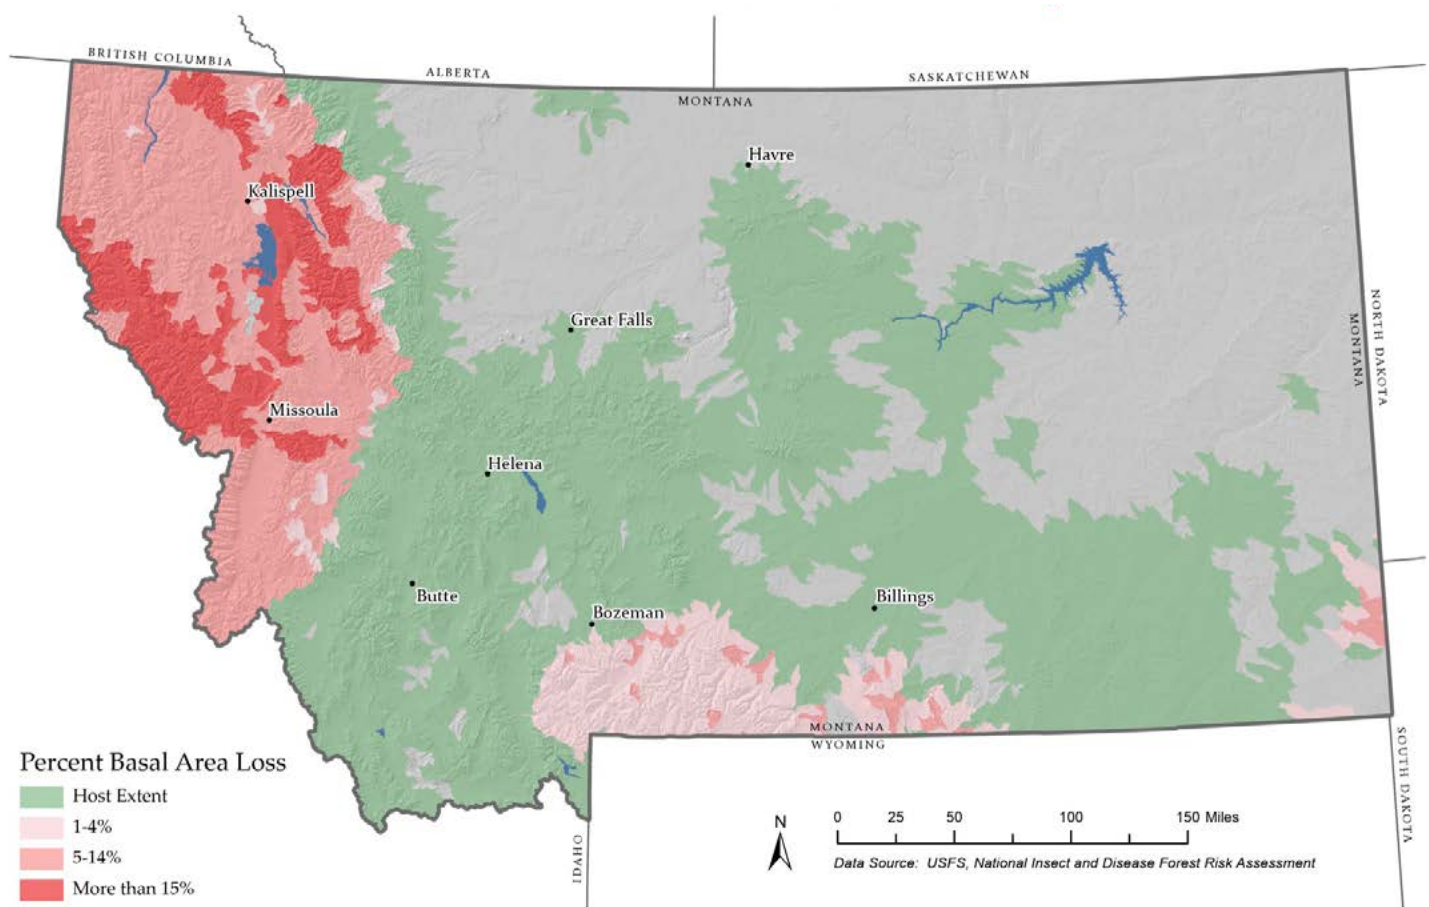 BRITISH COLUMBIA
ALBERTA
SASKATCHEWAN
MONTANA
Havre
Kalispell
Great Falls
NORTH DAKOTA
MONTANA
Missoula
Helena
Butte
Bozeman
Billings
MONTANA
WYOMING
SOUTH DAKOTA
IDAHO
Percent Basal Area Loss
Host Extent
1-4%
5-14%
More than 15%
N
0 25 50 100 150 Miles
Data Source: USFS, National Insect and Disease Forest Risk Assessment